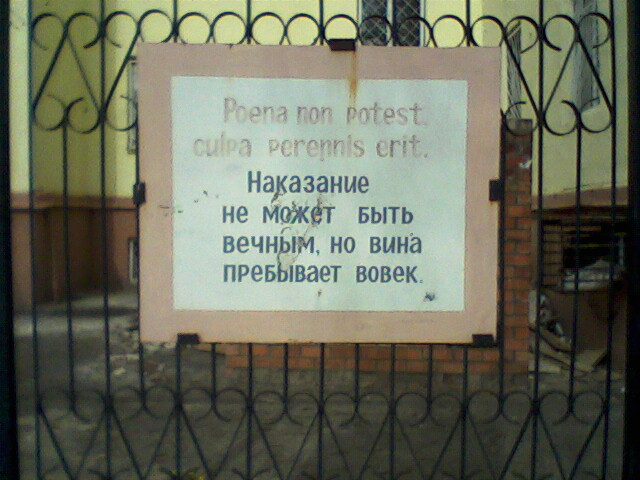 Poena non potest.
culpa perennis erit.
Наказание
не может быть
вечным, но вина
пребывает вовек.